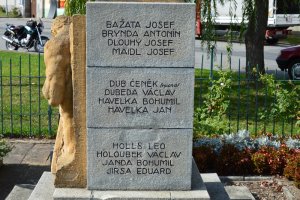 BAŽATA JOSEF
BRYNDA ANTONÍN
DLOUHÝ JOSEF
MAIDL JOSEF
DUB ČENĚK
DUBEDA VÁCLAV
HAVELKA BOHUMIL
HAVELKA JAN
HOLLS LEO
HOLOUBEK VÁCLAV
JANDA BOHUMIL
JIRSA EDUARD